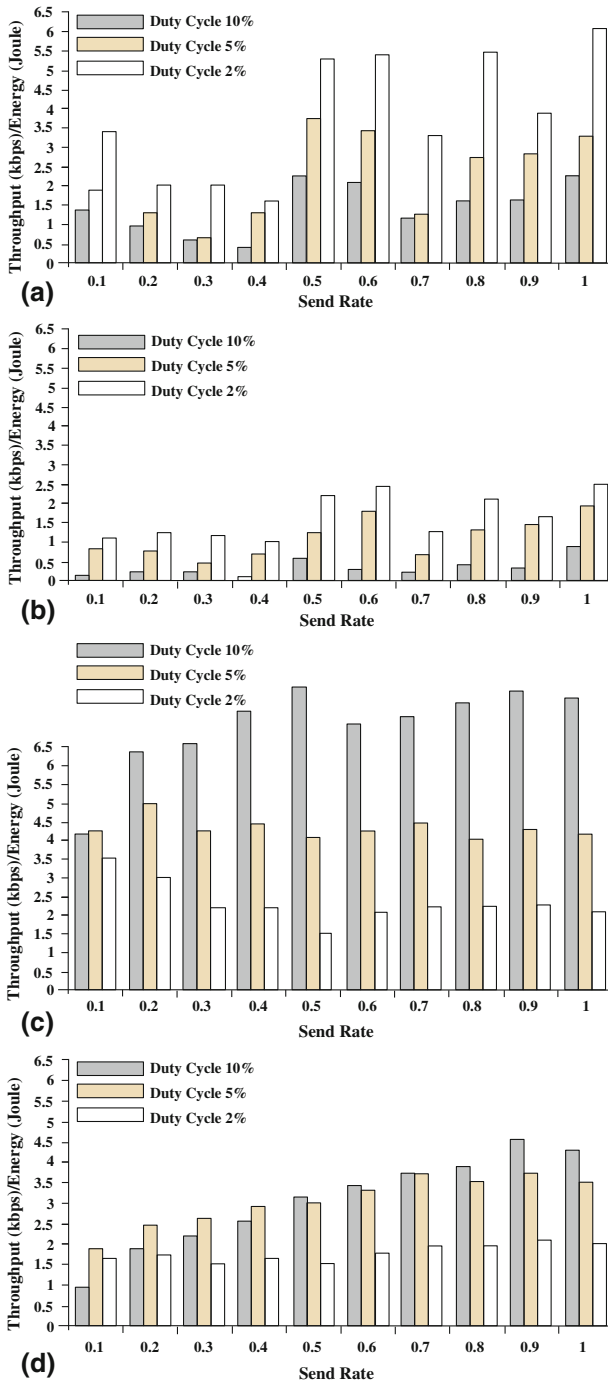 Throughput (kbps)/Energy (Joule)
6.5
6
5.5
5
4.5
4
3.5
3
2.5
2
1.5
1
0.5
0
Duty Cycle 10%
Duty Cycle 5%
Duty Cycle 2%
0.1 0.2 0.3 0.4 0.5 0.6 0.7 0.8 0.9 1
(a)
Send Rate
Throughput (kbps)/Energy (Joule)
6.5
6
5.5
5
4.5
4
3.5
3
2.5
2
1.5
1
0.5
0
Duty Cycle 10%
Duty Cycle 5%
Duty Cycle 2%
0.1 0.2 0.3 0.4 0.5 0.6 0.7 0.8 0.9 1
(b)
Send Rate
Throughput (kbps)/Energy (Joule)
Duty Cycle 10%
Duty Cycle 5%
Duty Cycle 2%
6.5
6
5.5
5
4.5
4
3.5
3
2.5
2
1.5
1
0.5
0
0.1 0.2 0.3 0.4 0.5 0.6 0.7 0.8 0.9 1
(c)
Send Rate
Throughput (kbps)/Energy (Joule)
6.5
6
5.5
5
4.5
4
3.5
3
2.5
2
1.5
1
0.5
0
Duty Cycle 10%
Duty Cycle 5%
Duty Cycle 2%
0.1 0.2 0.3 0.4 0.5 0.6 0.7 0.8 0.9 1
(d)
Send Rate